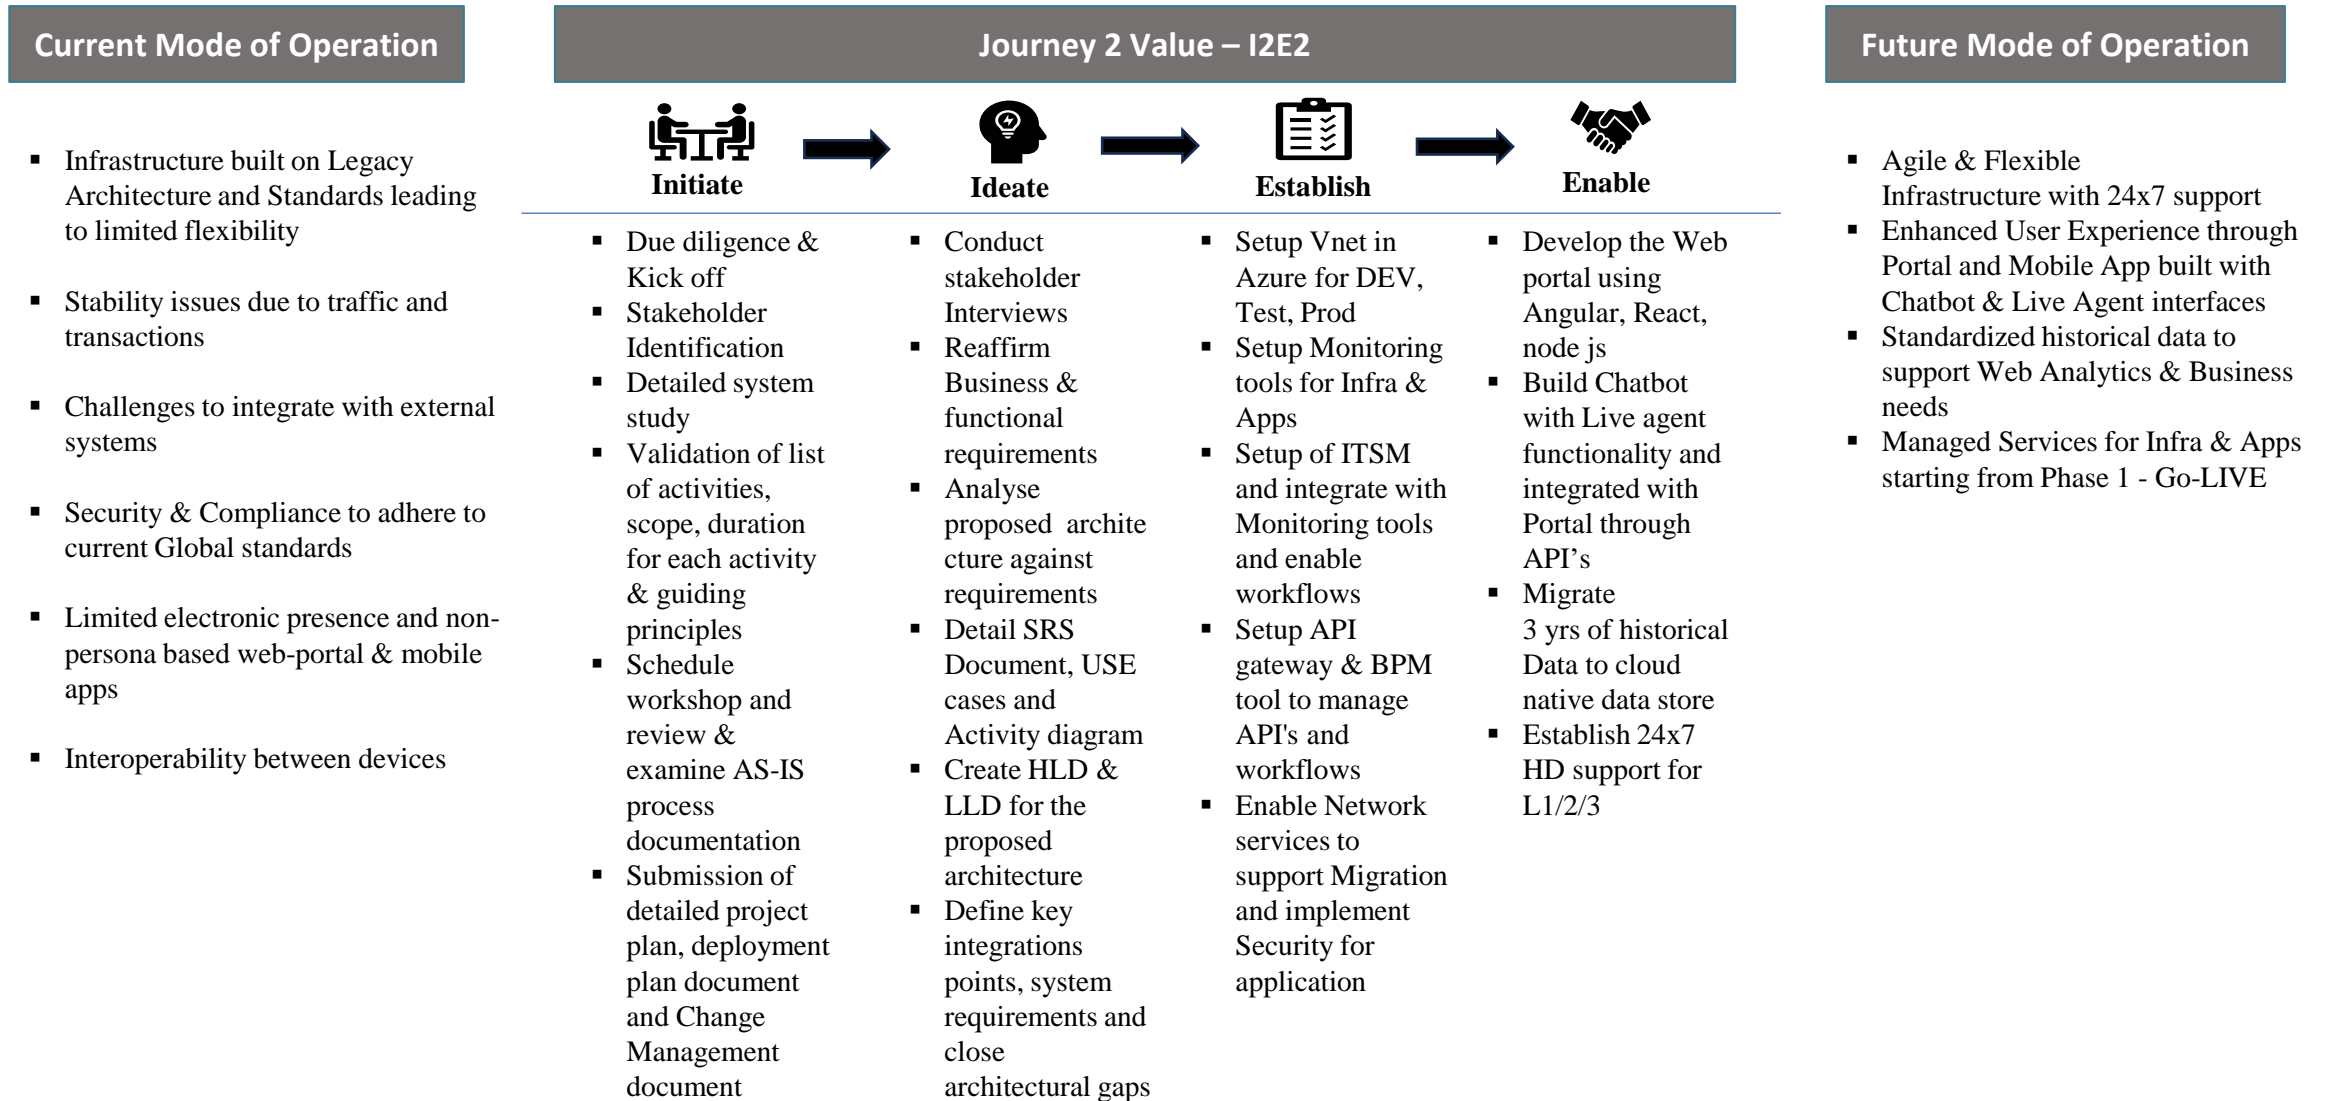 Current Mode of Operation
Infrastructure built on Legacy
Architecture and Standards leading
to limited flexibility
Stability issues due to traffic and
transactions
Challenges to integrate with external
systems
Security & Compliance to adhere to
current Global standards
Limited electronic presence and non-
persona based web-portal & mobile
apps
Interoperability between devices
Journey 2 Value – I2E2
Initiate
Due diligence &
Kick off
Stakeholder
Identification
Detailed system
study
Validation of list
of activities,
scope, duration
for each activity
& guiding
principles
Schedule
workshop and
review &
examine AS-IS
process
documentation
Submission of
detailed project
plan, deployment
plan document
and Change
Management
document
Ideate
Conduct
stakeholder
Interviews
Reaffirm
Business &
functional
requirements
Analyse
proposed archite
cture against
requirements
Detail SRS
Document, USE
cases and
Activity diagram
Create HLD &
LLD for the
proposed
architecture
Define key
integrations
points, system
requirements and
close
architectural gaps
Establish
Setup Vnet in
Azure for DEV,
Test, Prod
Setup Monitoring
tools for Infra &
Apps
Setup of ITSM
and integrate with
Monitoring tools
and enable
workflows
Setup API
gateway & BPM
tool to manage
API's and
workflows
Enable Network
services to
support Migration
and implement
Security for
application
Enable
Develop the Web
portal using
Angular, React,
node js
Build Chatbot
with Live agent
functionality and
integrated with
Portal through
API’s
Migrate
3 yrs of historical
Data to cloud
native data store
Establish 24x7
HD support for
L1/2/3
Future Mode of Operation
Agile & Flexible
Infrastructure with 24x7 support
Enhanced User Experience through
Portal and Mobile App built with
Chatbot & Live Agent interfaces
Standardized historical data to
support Web Analytics & Business
needs
Managed Services for Infra & Apps
starting from Phase 1 - Go-LIVE